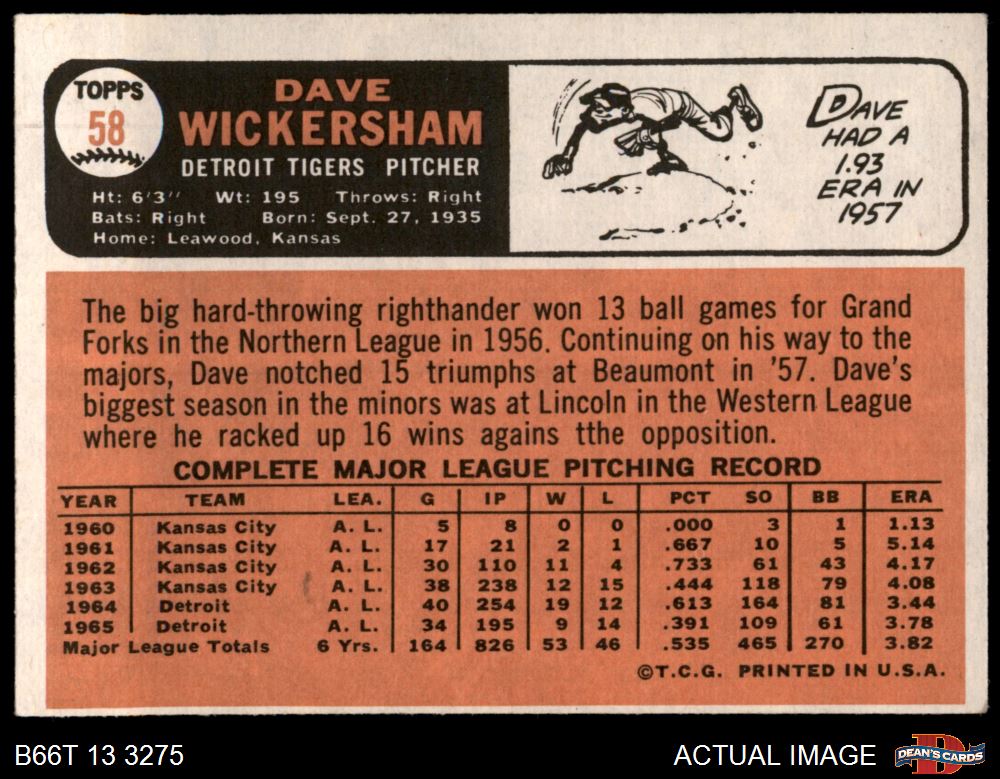 TOPPS
58
DAVE
WICKERSHAM
DETROIT TIGERS PITCHER
Ht: 6'3" Wt: 195 Throws: Right
Bats: Right Born: Sept. 27, 1935
Home: Leawood, Kansas
DAVE
HAD A
1.93
ERA IN
1957
The big hard-throwing righthander won 13 ball games for Grand
Forks in the Northern League in 1956. Continuing on his way to the
majors, Dave notched 15 triumphs at Beaumont in '57. Dave's
biggest season in the minors was at Lincoln in the Western League
where he racked up 16 wins agains tthe opposition.
COMPLETE MAJOR LEAGUE PITCHING RECORD
YEAR TEAM LEA. G IP W L PCT SO BB ERA
1960 Kansas City A. L. 5 8 0 0 .000 3 1 1.13
1961 Kansas City A. L. 17 21 2 1 .667 10 5 5.14
1962 Kansas City A. L. 30 110 11 4 .733 61 43 4.17
1963 Kansas City A. L. 38 238 12 15 .444 118 79 4.08
1964 Detroit A. L. 40 254 19 12 .613 164 81 3.44
1965 Detroit A. L. 34 195 9 14 .391 109 61 3.78
Major League Totals 6 Yrs. 164 826 53 46 .535 465 270 3.82
©T.C.G. PRINTED IN U.S.A.
B66T 13 3275
ACTUAL IMAGE
DEAN'S CARDS